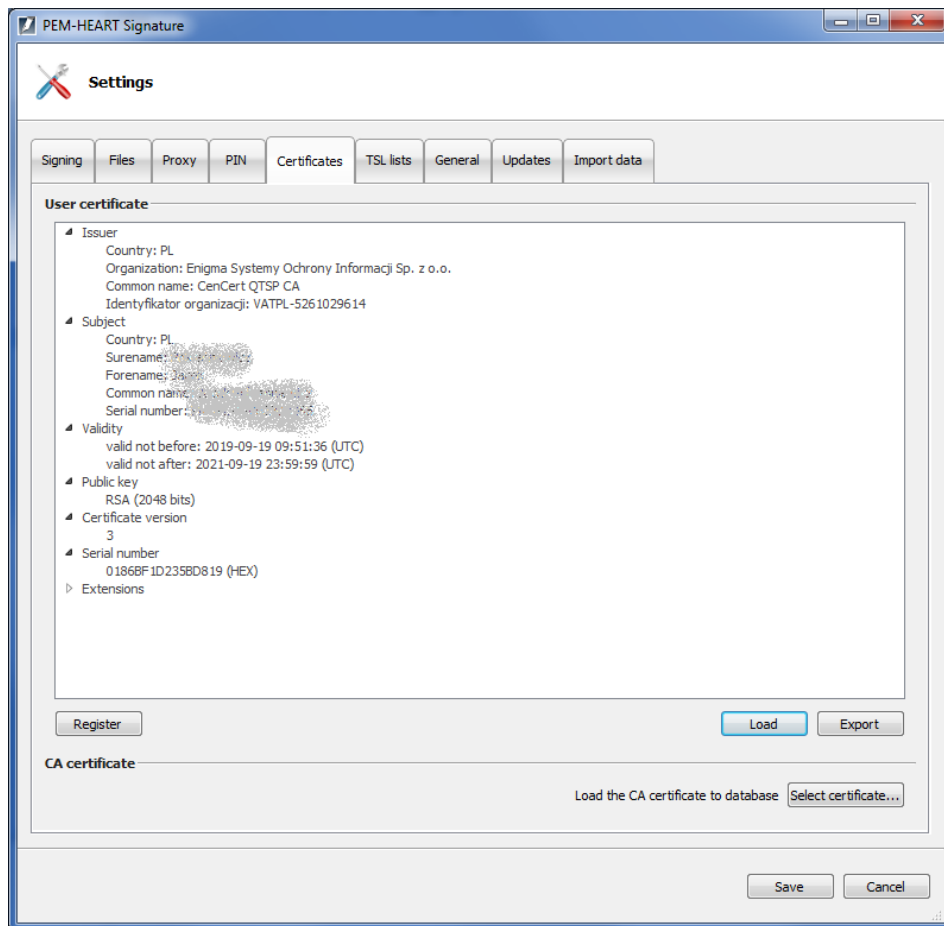 PEM-HEART Signature
Settings
Signing Files Proxy PIN Certificates TSL lists General Updates Import data
User certificate
Issuer
Country: PL
Organization: Enigma Systemy Ochrony Informacji Sp. z o.o.
Common name: CenCert QTSP CA
Identyfikator organizacji: VATPL-5261029614
Subject
Country: PL
Surename:
Forename:
Common name:
Serial number:
Validity
valid not before: 2019-09-19 09:51:36 (UTC)
valid not after: 2021-09-19 23:59:59 (UTC)
Public key
RSA (2048 bits)
Certificate version
3
Serial number
0186BF1D235BD819 (HEX)
Extensions
Register Load Export
CA certificate
Load the CA certificate to database Select certificate...
Save Cancel